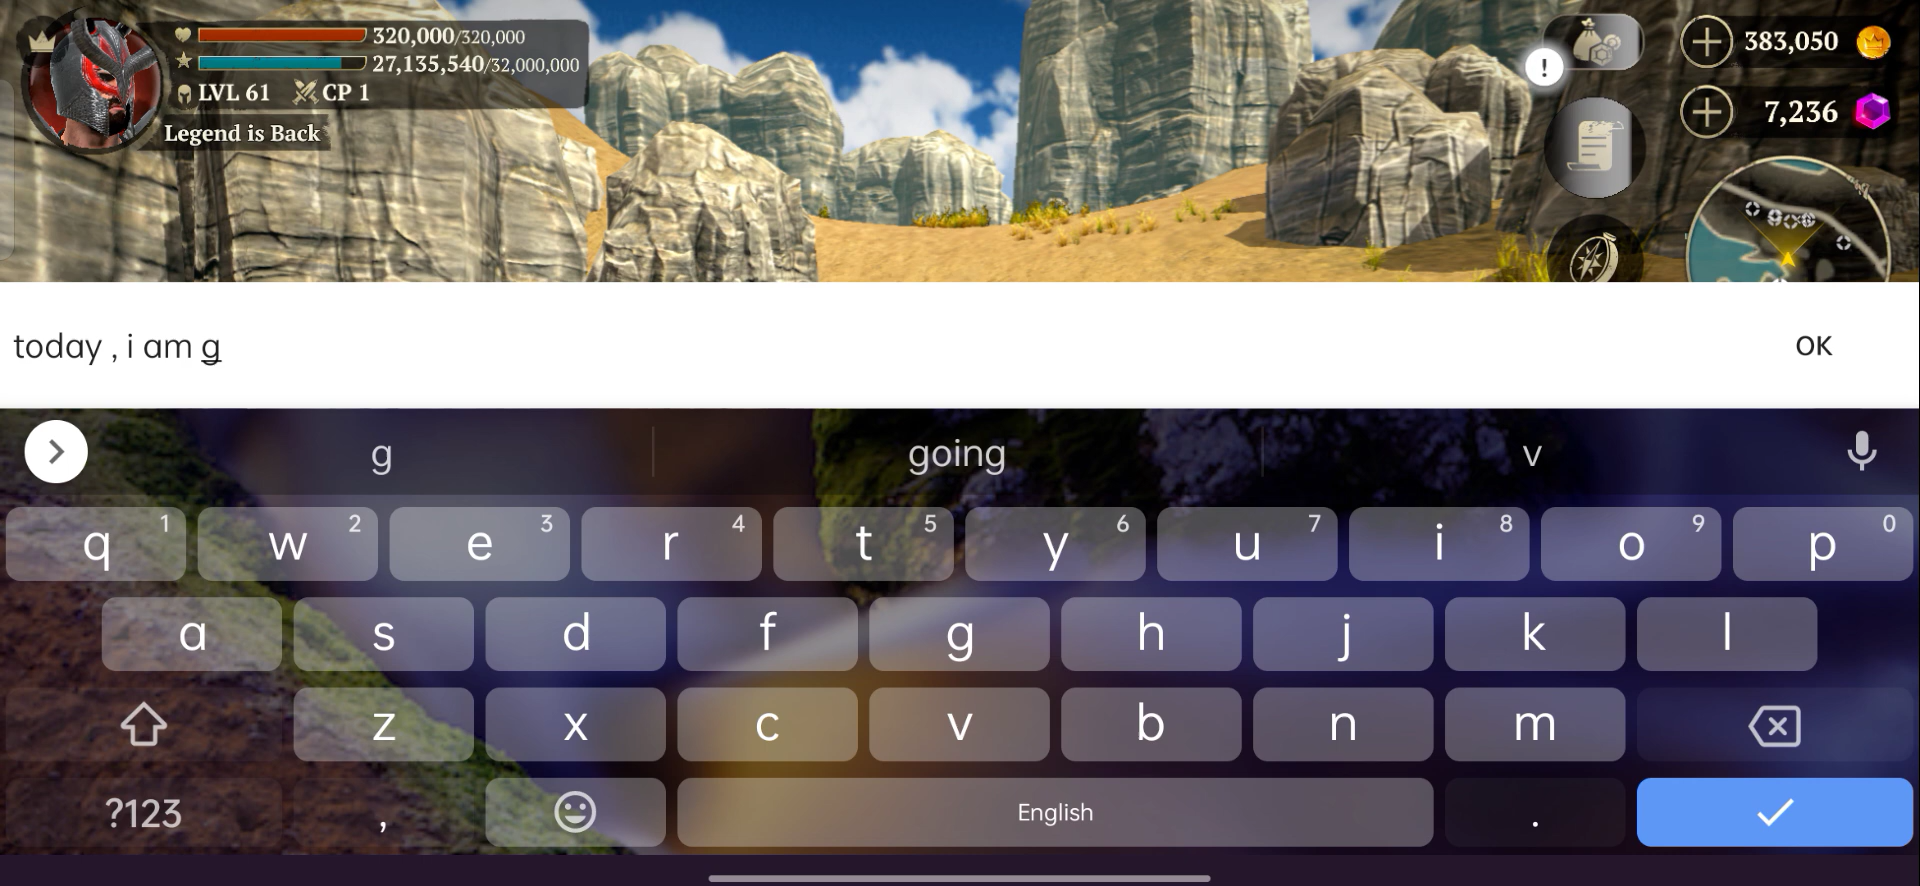 320,000/320,000
27,135,540/32,000,000
LVL 61 CP 1
Legend is Back
!
383,050
7,236
today , i am g
OK
g going v
q 1 w 2 e 3 r 4 t 5 y 6 u 7 i 8 o 9 p 0
a s d f g h j k l
z x c v b n m
?123 , English .